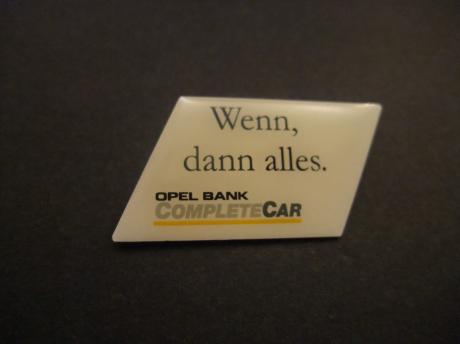 Wenn,
dann alles.
OPEL BANK
COMPLETECAR